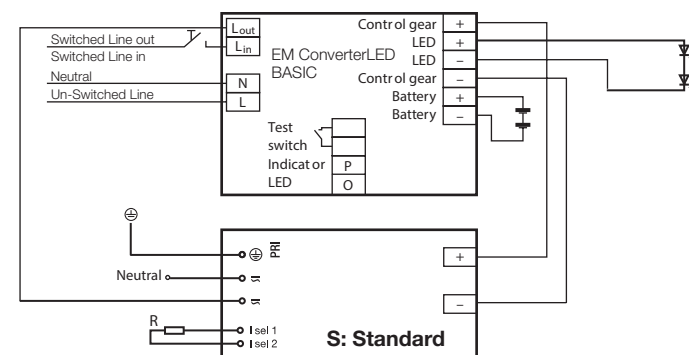 Switched Line out
Switched Line in
Neutral
Un-Switched Line
Lout
Lin
N
L
EM ConverterLED
BASIC
Control gear +
LED +
LED –
Control gear –
Battery +
Battery –
Test
switch
Indicator P
LED O
PRI
Neutral
+
–
R
I sel 1
I sel 2
S: Standard